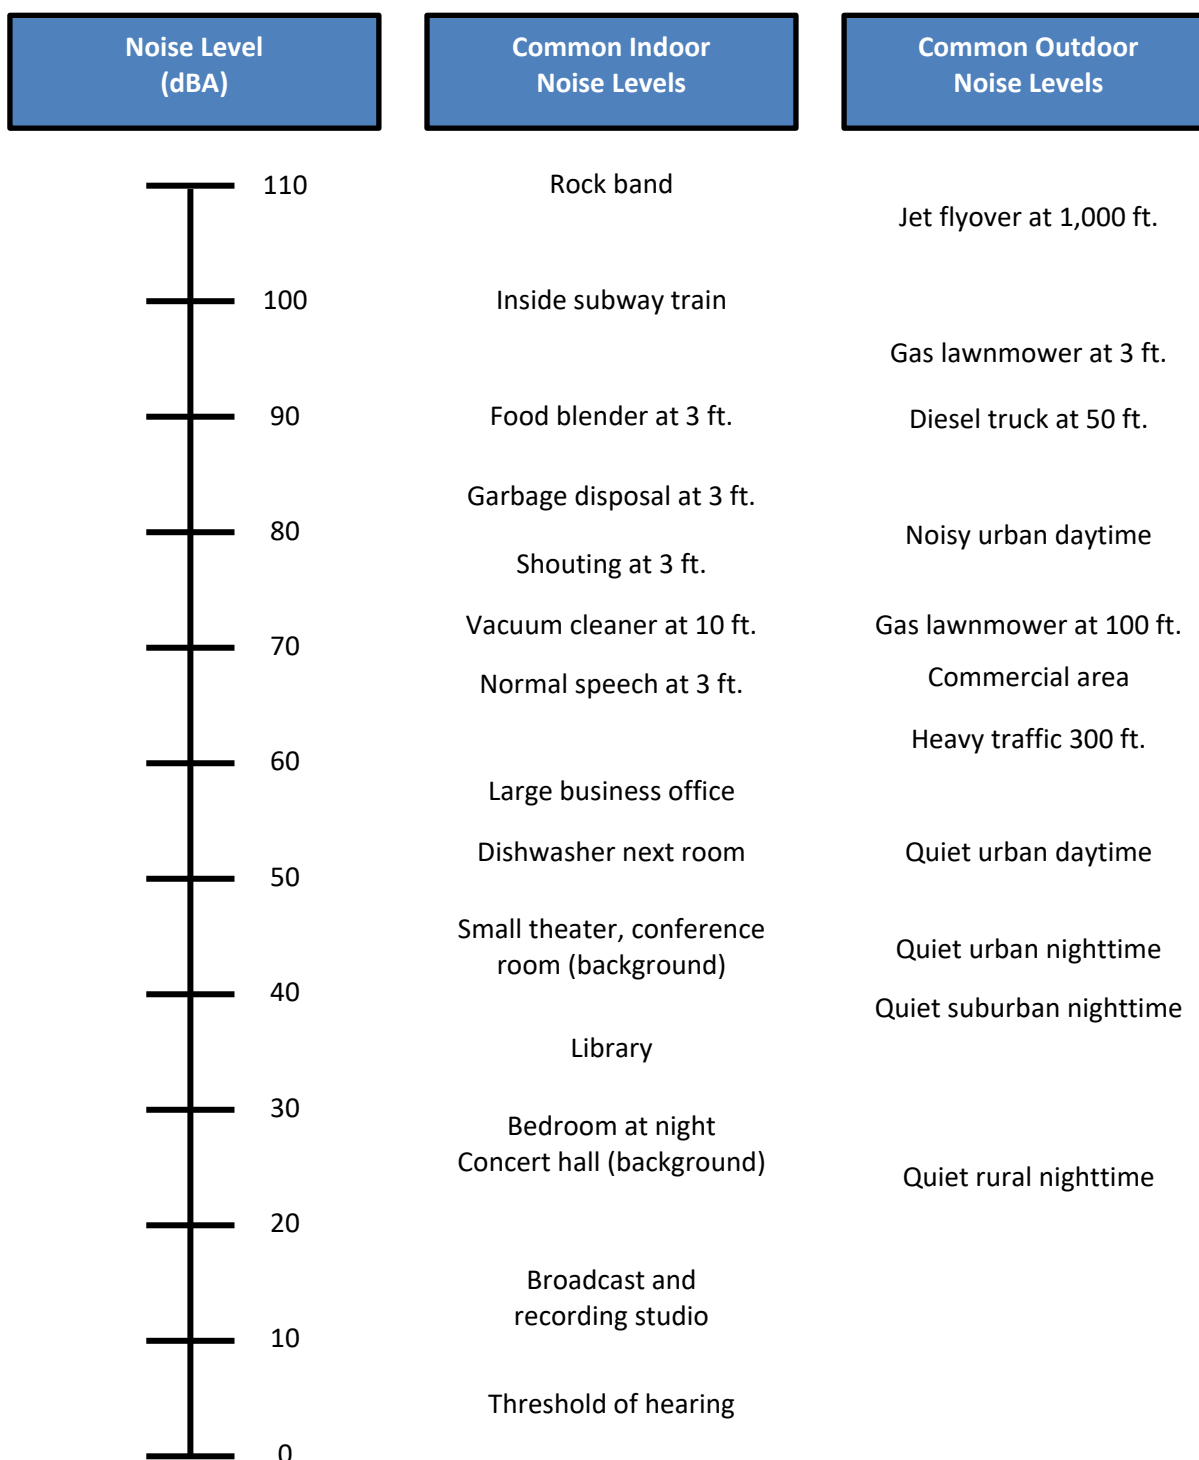 Noise Level
(dBA)
Common Indoor
Noise Levels
Common Outdoor
Noise Levels
110
Rock band
Jet flyover at 1,000 ft.
100
Inside subway train
Gas lawnmower at 3 ft.
90
Food blender at 3 ft.
Diesel truck at 50 ft.
Garbage disposal at 3 ft.
80
Noisy urban daytime
Shouting at 3 ft.
Vacuum cleaner at 10 ft.
Gas lawnmower at 100 ft.
70
Commercial area
Normal speech at 3 ft.
Heavy traffic 300 ft.
60
Large business office
Dishwasher next room
Quiet urban daytime
50
Small theater, conference
room (background)
Quiet urban nighttime
40
Quiet suburban nighttime
Library
30
Bedroom at night
Concert hall (background)
Quiet rural nighttime
20
Broadcast and
recording studio
10
Threshold of hearing
0